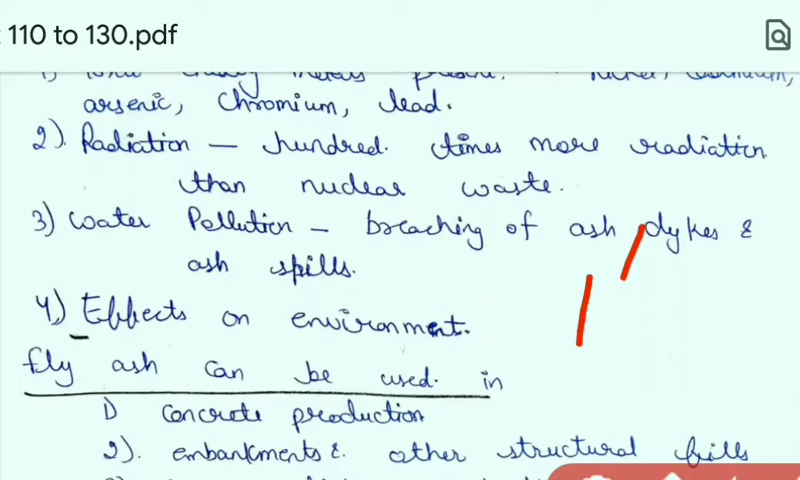 110 to 130.pdf
arsenic, chromium, lead.
2). Radiation – hundred. times more radiation
than nuclear waste.
3) Water Pollution – breaching of ash dykes &
ash spills.
4) Effects on environment.
fly ash can be used in
1) concrete production
2). embankments & other structural fills